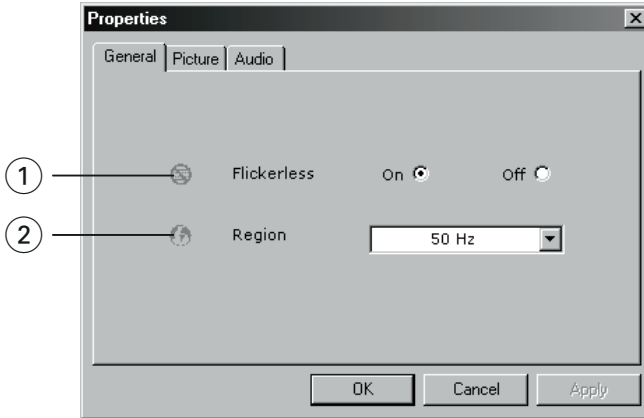 Properties
General Picture Audio
1 Flickerless On Off
2 Region 50 Hz
OK Cancel Apply